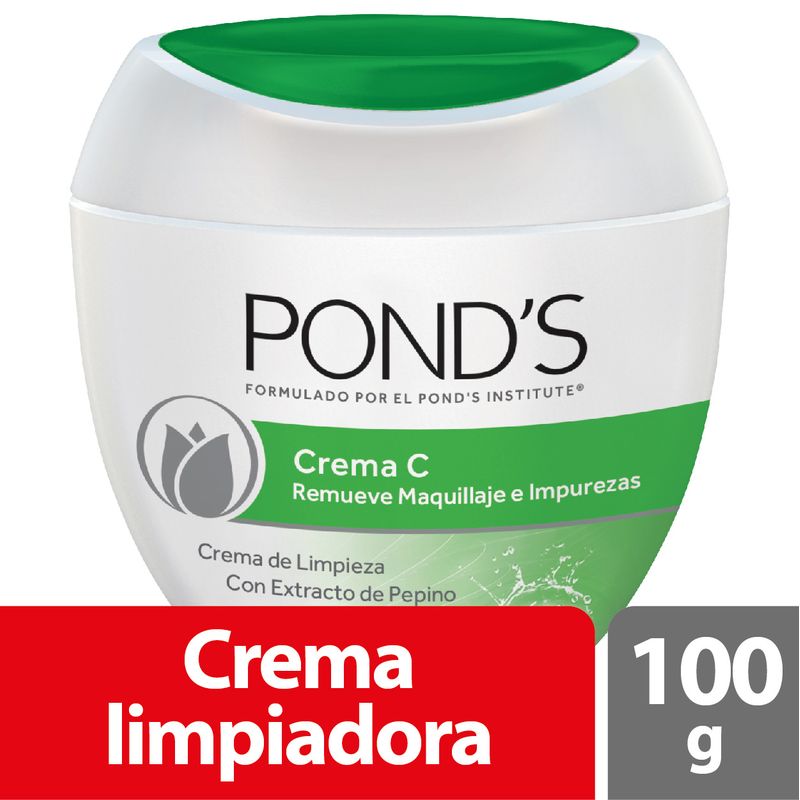 POND'S
FORMULADO POR EL POND'S INSTITUTE®
Crema C
Remueve Maquillaje e Impurezas
Crema de Limpieza
Con Extracto de Pepino
Crema
limpiadora
100
g